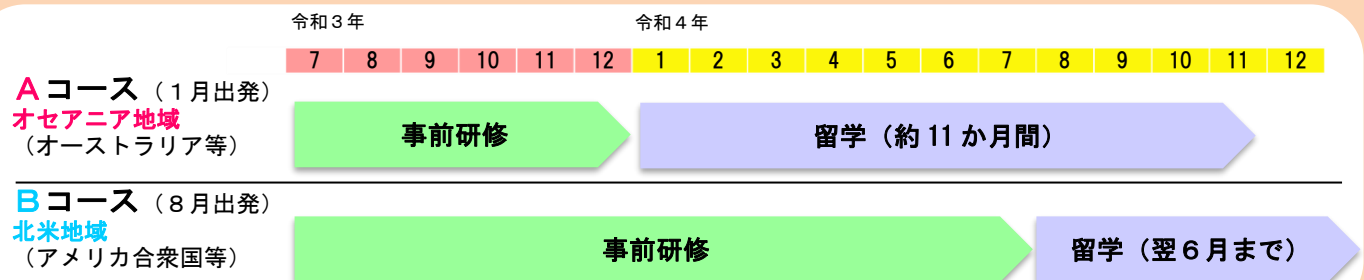 令和３年 令和４年
7 8 9 10 11 12 1 2 3 4 5 6 7 8 9 10 11 12
Aコース（１月出発）
オセアニア地域
（オーストラリア等）
事前研修 留学（約 11 か月間）
Bコース（８月出発）
北米地域
（アメリカ合衆国等）
事前研修 留学（翌６月まで）